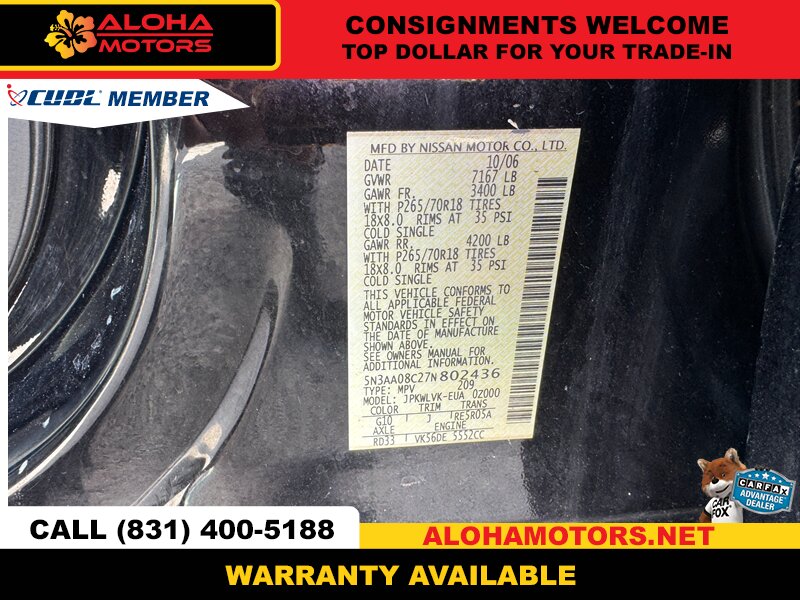 ALOHA
MOTORS
CONSIGNMENTS WELCOME
TOP DOLLAR FOR YOUR TRADE-IN
CUDL MEMBER
MFD BY NISSAN MOTOR CO., LTD.
DATE 10/06
GVWR 7167 LB
GAWR FR. 3400 LB
WITH P265/70R18 TIRES
18X8.0 RIMS AT 35 PSI
COLD SINGLE
GAWR RR. 4200 LB
WITH P265/70R18 TIRES
18X8.0 RIMS AT 35 PSI
COLD SINGLE
THIS VEHICLE CONFORMS TO
ALL APPLICABLE FEDERAL
MOTOR VEHICLE SAFETY
STANDARDS IN EFFECT ON
THE DATE OF MANUFACTURE
SHOWN ABOVE.
SEE OWNERS MANUAL FOR
ADDITIONAL INFORMATION.
5N3AA08C27N802436
TYPE: MPV Z09
MODEL: JPKWLVK-EUA 0Z000
COLOR TRIM TRANS
G10 J RE5R05A
AXLE ENGINE
RD33 VK56DE 5552CC
CAR
FOX
CARFAX
ADVANTAGE
DEALER
CALL (831) 400-5188
ALOHAMOTORS.NET
WARRANTY AVAILABLE